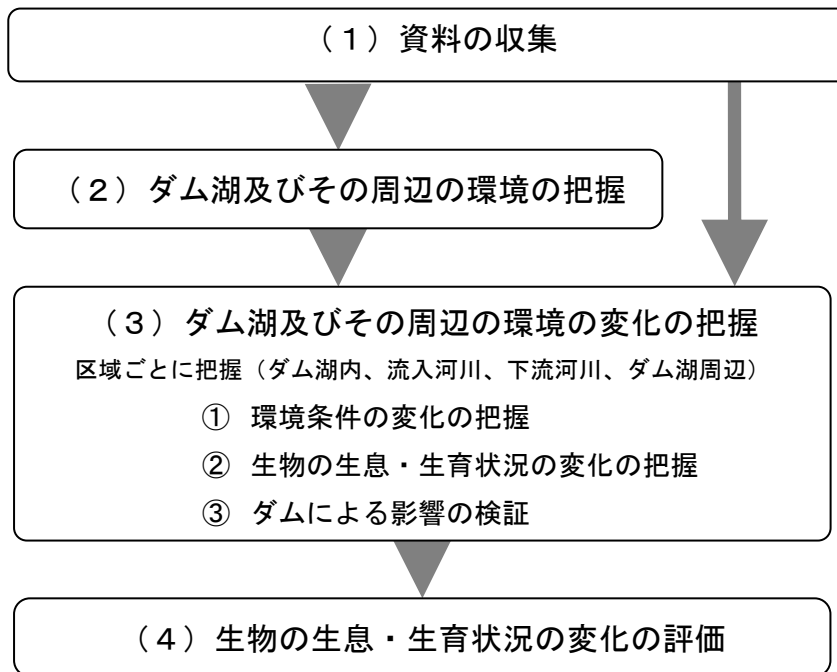 （１）資料の収集
（２）ダム湖及びその周辺の環境の把握
（３）ダム湖及びその周辺の環境の変化の把握
区域ごとに把握（ダム湖内、流入河川、下流河川、ダム湖周辺）
① 環境条件の変化の把握
② 生物の生息・生育状況の変化の把握
③ ダムによる影響の検証
（４）生物の生息・生育状況の変化の評価